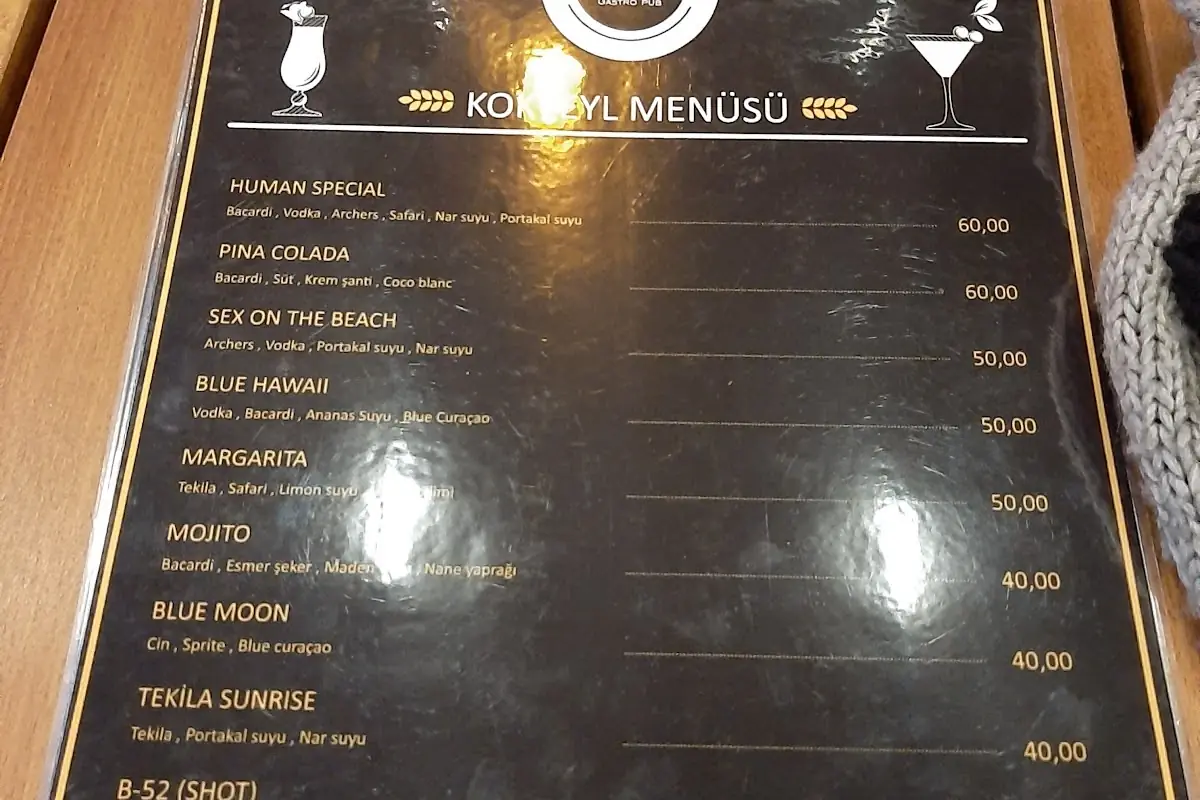 GASTRO PUB
KOKTEYL MENÜSÜ
HUMAN SPECIAL
Bacardi , Vodka , Archers , Safari , Nar suyu , Portakal suyu 60,00
PINA COLADA
Bacardi , Süt , Krem şanti , Coco blanc 60,00
SEX ON THE BEACH
Archers , Vodka , Portakal suyu , Nar suyu 50,00
BLUE HAWAII
Vodka , Bacardi , Ananas Suyu , Blue Curaçao 50,00
MARGARITA
Tekila , Safari , Limon suyu 50,00
MOJITO
Bacardi , Esmer şeker , Maden , Nane yaprağı 40,00
BLUE MOON
Cin , Sprite , Blue curaçao 40,00
TEKİLA SUNRISE
Tekila , Portakal suyu , Nar suyu 40,00
B-52 (SHOT)